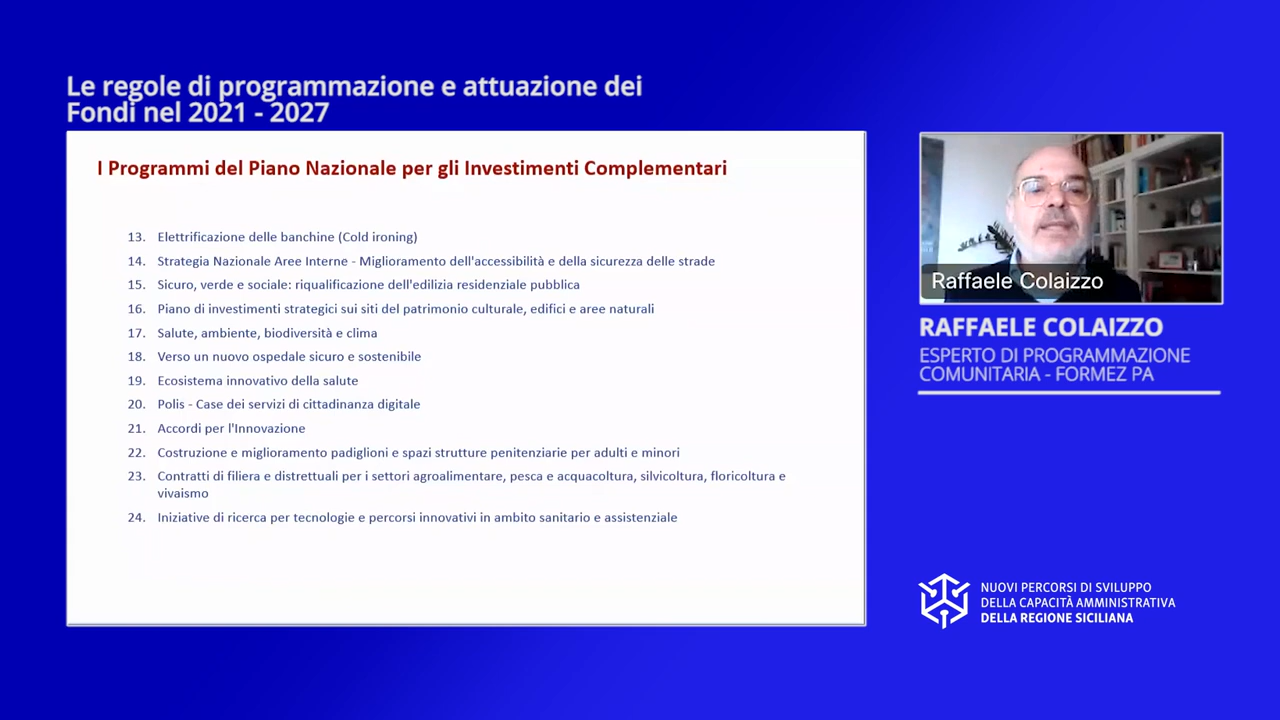 Le regole di programmazione e attuazione dei
Fondi nel 2021 - 2027
I Programmi del Piano Nazionale per gli Investimenti Complementari
13. Elettrificazione delle banchine (Cold ironing)
14. Strategia Nazionale Aree Interne - Miglioramento dell'accessibilità e della sicurezza delle strade
15. Sicuro, verde e sociale: riqualificazione dell'edilizia residenziale pubblica
16. Piano di investimenti strategici sui siti del patrimonio culturale, edifici e aree naturali
17. Salute, ambiente, biodiversità e clima
18. Verso un nuovo ospedale sicuro e sostenibile
19. Ecosistema innovativo della salute
20. Polis - Case dei servizi di cittadinanza digitale
21. Accordi per l'Innovazione
22. Costruzione e miglioramento padiglioni e spazi strutture penitenziarie per adulti e minori
23. Contratti di filiera e distrettuali per i settori agroalimentare, pesca e acquacoltura, silvicoltura, floricoltura e
vivaismo
24. Iniziative di ricerca per tecnologie e percorsi innovativi in ambito sanitario e assistenziale
Raffaele Colaizzo
RAFFAELE COLAIZZO
ESPERTO DI PROGRAMMAZIONE
COMUNITARIA - FORMEZ PA
NUOVI PERCORSI DI SVILUPPO
DELLA CAPACITÀ AMMINISTRATIVA
DELLA REGIONE SICILIANA